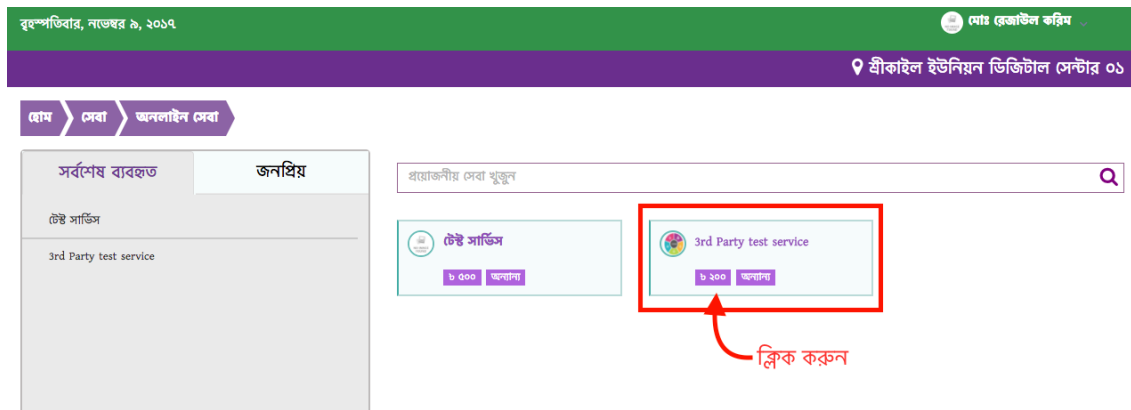 বৃহস্পতিবার, নভেম্বর ৯, ২০১৭
মোঃ রেজাউল করিম
শ্রীকাইল ইউনিয়ন ডিজিটাল সেন্টার ০১
হোম
সেবা
অনলাইন সেবা
সর্বশেষ ব্যবহৃত
জনপ্রিয়
টেস্ট সার্ভিস
3rd Party test service
প্রয়োজনীয় সেবা খুজুন
টেস্ট সার্ভিস
৳ ৫০০
অন্যান্য
3rd Party test service
৳ ২০০
অন্যান্য
ক্লিক করুন